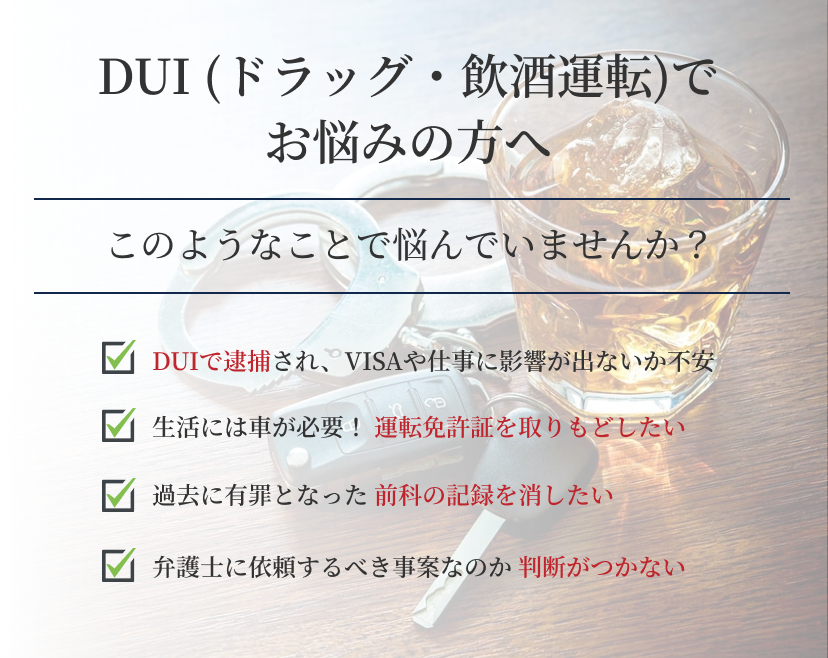 DUI (ドラッグ・飲酒運転)で
お悩みの方へ
このようなことで悩んでいませんか？
DUIで逮捕され、VISAや仕事に影響が出ないか不安
生活には車が必要！ 運転免許証を取りもどしたい
過去に有罪となった 前科の記録を消したい
弁護士に依頼するべき事案なのか 判断がつかない